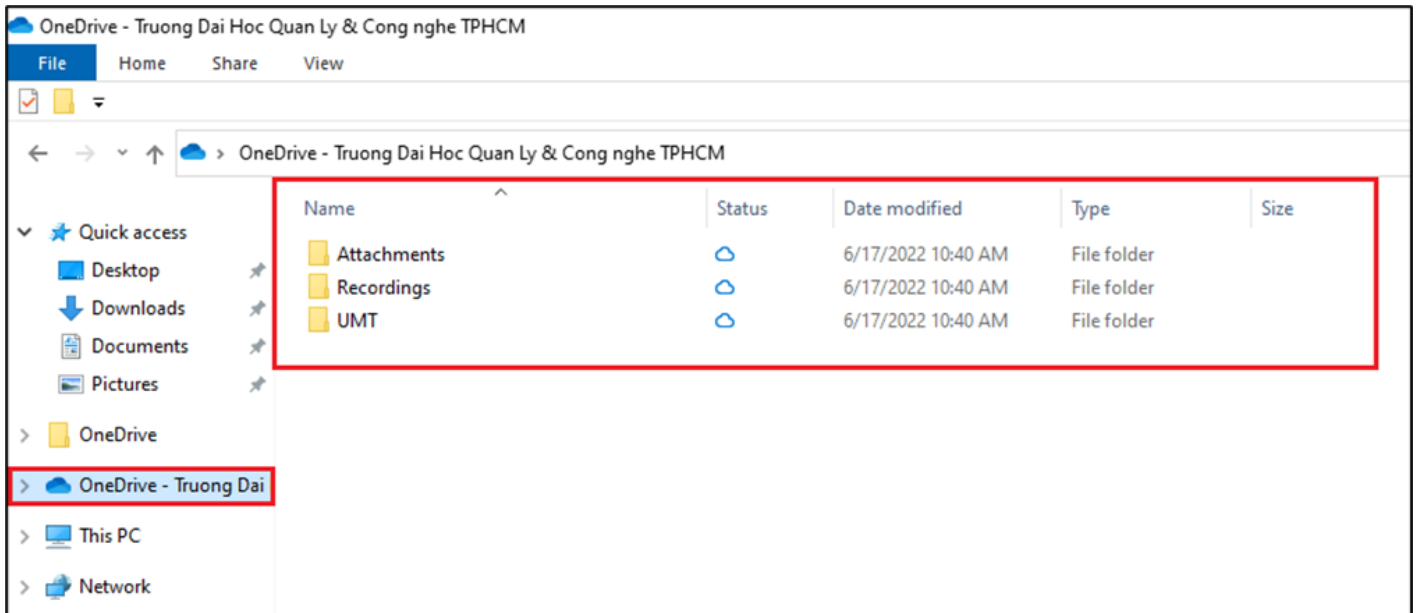 OneDrive - Truong Dai Hoc Quan Ly & Cong nghe TPHCM
File Home Share View
OneDrive - Truong Dai Hoc Quan Ly & Cong nghe TPHCM
Name Status Date modified Type Size
Attachments 6/17/2022 10:40 AM File folder
Recordings 6/17/2022 10:40 AM File folder
UMT 6/17/2022 10:40 AM File folder
Quick access
Desktop
Downloads
Documents
Pictures
OneDrive
OneDrive - Truong Dai
This PC
Network